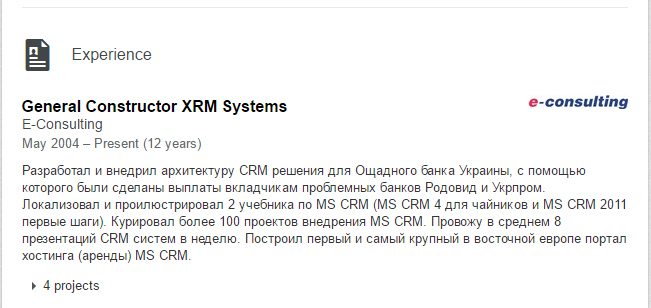 Experience
General Constructor XRM Systems
e-consulting
E-Consulting
May 2004 – Present (12 years)
Разработал и внедрил архитектуру CRM решения для Ощадного банка Украины, с помощью
которого были сделаны выплаты вкладчикам проблемных банков Родовид и Укрпром.
Локализовал и проилюстрировал 2 учебника по MS CRM (MS CRM 4 для чайников и MS CRM 2011
первые шаги). Курировал более 100 проектов внедрения MS CRM. Провожу в среднем 8
презентаций CRM систем в неделю. Построил первый и самый крупный в восточной европе портал
хостинга (аренды) MS CRM.
4 projects